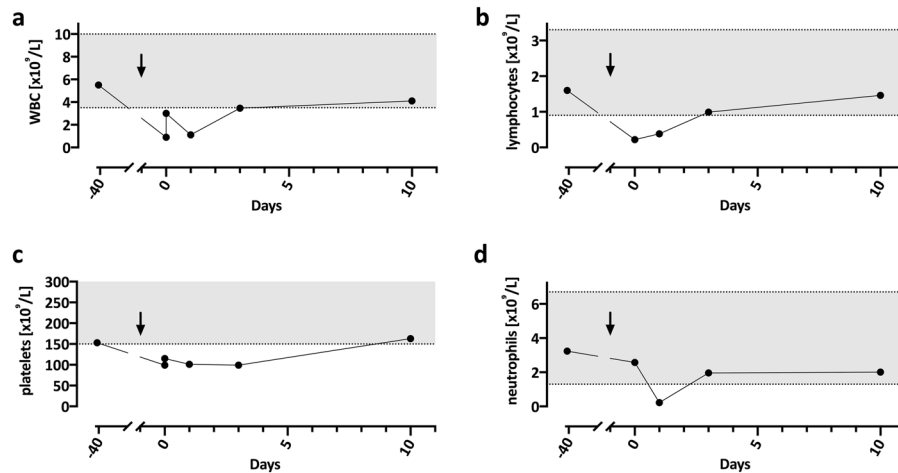 a
WBC [x10⁹/L]
10
8
6
4
2
0
-40 0 5 10
Days
b
lymphocytes [x10⁹/L]
3
2
1
0
-40 0 5 10
Days
c
platelets [x10⁹/L]
300
250
200
150
100
50
0
-40 0 5 10
Days
d
neutrophils [x10⁹/L]
6
4
2
0
-40 0 5 10
Days